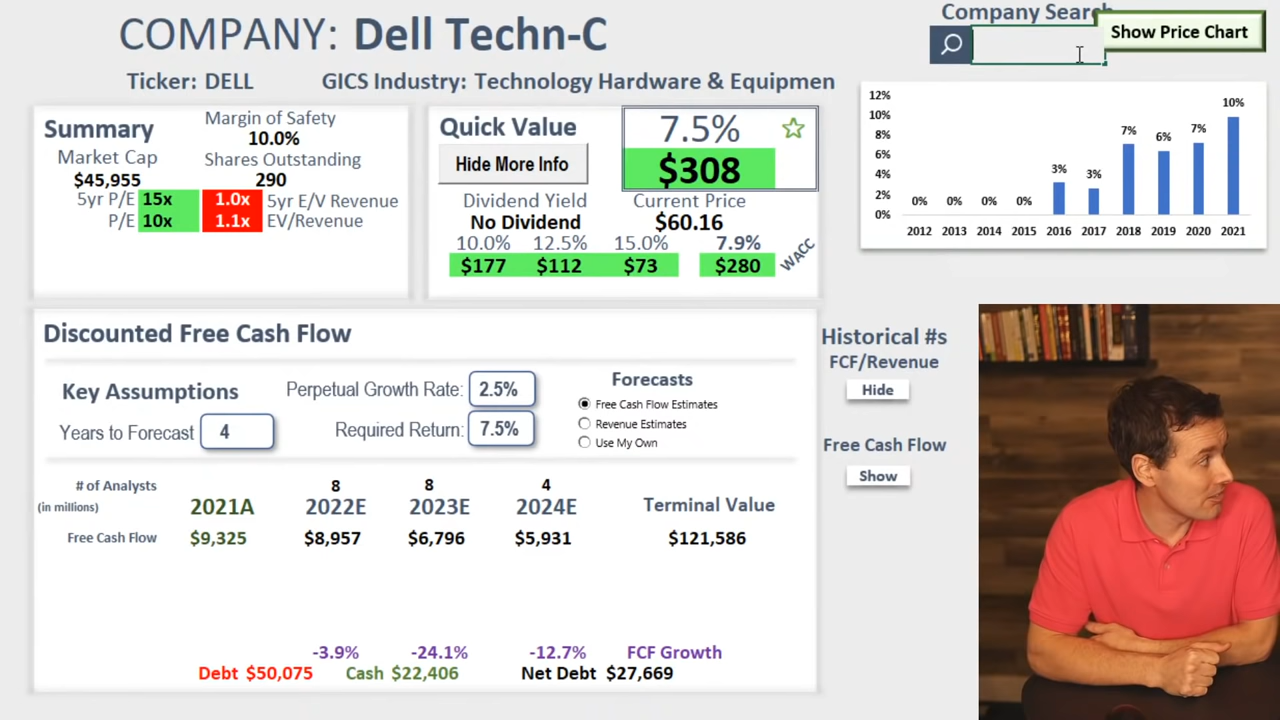 COMPANY: Dell Techn-C
Ticker: DELL GICS Industry: Technology Hardware & Equipmen
Company Search
Show Price Chart
Summary
Margin of Safety
10.0%
Market Cap
$45,955
Shares Outstanding
290
5yr P/E 15x 1.0x 5yr E/V Revenue
P/E 10x 1.1x EV/Revenue
Quick Value
7.5%
Hide More Info
$308
Dividend Yield
No Dividend
Current Price
$60.16
10.0% 12.5% 15.0% 7.9%
$177 $112 $73 $280
WACC
12%
10%
8%
6%
4%
2%
0%
0% 0% 0% 0% 3% 3% 7% 6% 7% 10%
2012 2013 2014 2015 2016 2017 2018 2019 2020 2021
Discounted Free Cash Flow
Key Assumptions
Years to Forecast 4
Perpetual Growth Rate: 2.5%
Required Return: 7.5%
Forecasts
Free Cash Flow Estimates
Revenue Estimates
Use My Own
# of Analysts 8 8 4
(in millions) 2021A 2022E 2023E 2024E Terminal Value
Free Cash Flow $9,325 $8,957 $6,796 $5,931 $121,586
-3.9% -24.1% -12.7% FCF Growth
Debt $50,075 Cash $22,406 Net Debt $27,669
Historical #s
FCF/Revenue
Hide
Free Cash Flow
Show